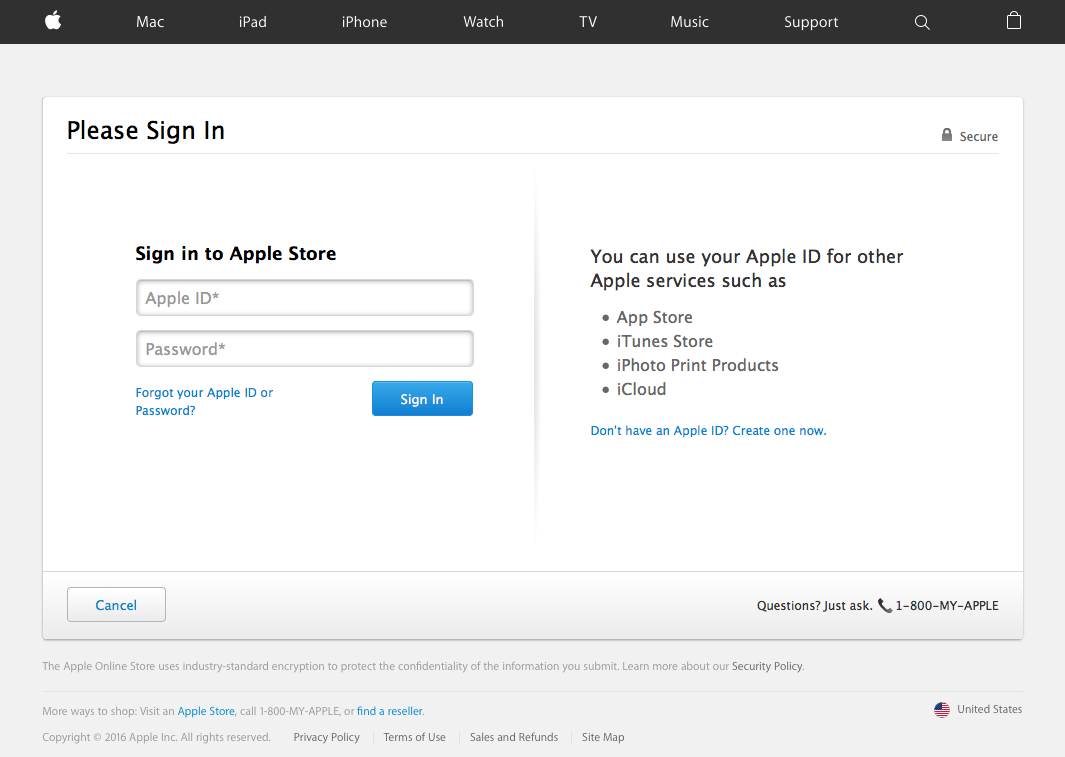 Mac iPad iPhone Watch TV Music Support
Please Sign In
Secure
Sign in to Apple Store
Apple ID*
Password*
Forgot your Apple ID or
Password?
Sign In
You can use your Apple ID for other
Apple services such as
• App Store
• iTunes Store
• iPhoto Print Products
• iCloud
Don't have an Apple ID? Create one now.
Cancel
Questions? Just ask. 1-800-MY-APPLE
The Apple Online Store uses industry-standard encryption to protect the confidentiality of the information you submit. Learn more about our Security Policy.
More ways to shop: Visit an Apple Store, call 1-800-MY-APPLE, or find a reseller.
United States
Copyright © 2016 Apple Inc. All rights reserved. Privacy Policy Terms of Use Sales and Refunds Site Map